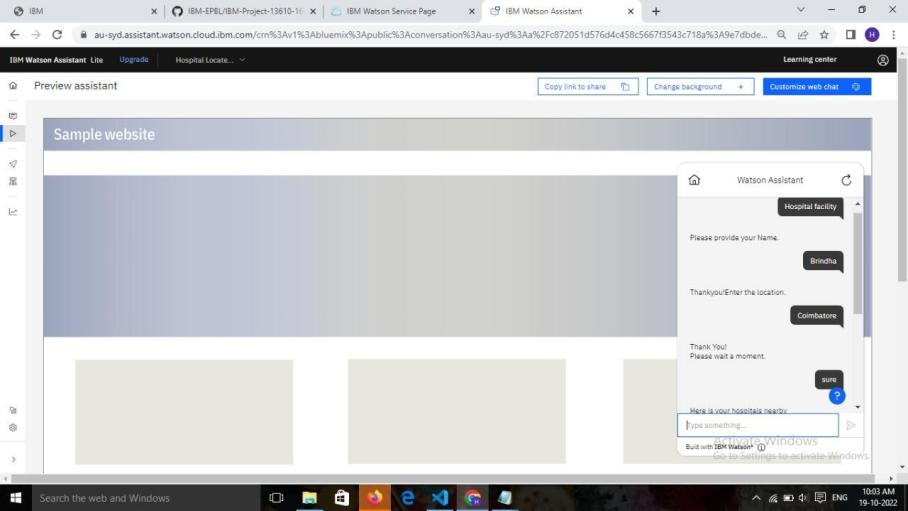 IBM
IBM-EPBL/IBM-Project-13610-16
IBM Watson Service Page
IBM Watson Assistant
au-syd.assistant.watson.cloud.ibm.com/crn%3Av1%3Abluemix%3Apublic%3Aconversation%3Aau-syd%3Aa%2Fc872051d576d4c458c5667f3543c718a%3A9e7dbde...
H
IBM Watson Assistant Lite
Upgrade
Hospital Locate...
Learning center
Preview assistant
Copy link to share
Change background +
Customize web chat
Sample website
Watson Assistant
Hospital facility
Please provide your Name.
Brindha
Thankyou!Enter the location.
Coimbatore
Thank You!
Please wait a moment.
sure
?
Here is your hospitals nearby
Type something...
Built with IBM Watson®
Activate Windows
Go to Settings to activate Windows.
Search the web and Windows
ENG
10:03 AM
19-10-2022